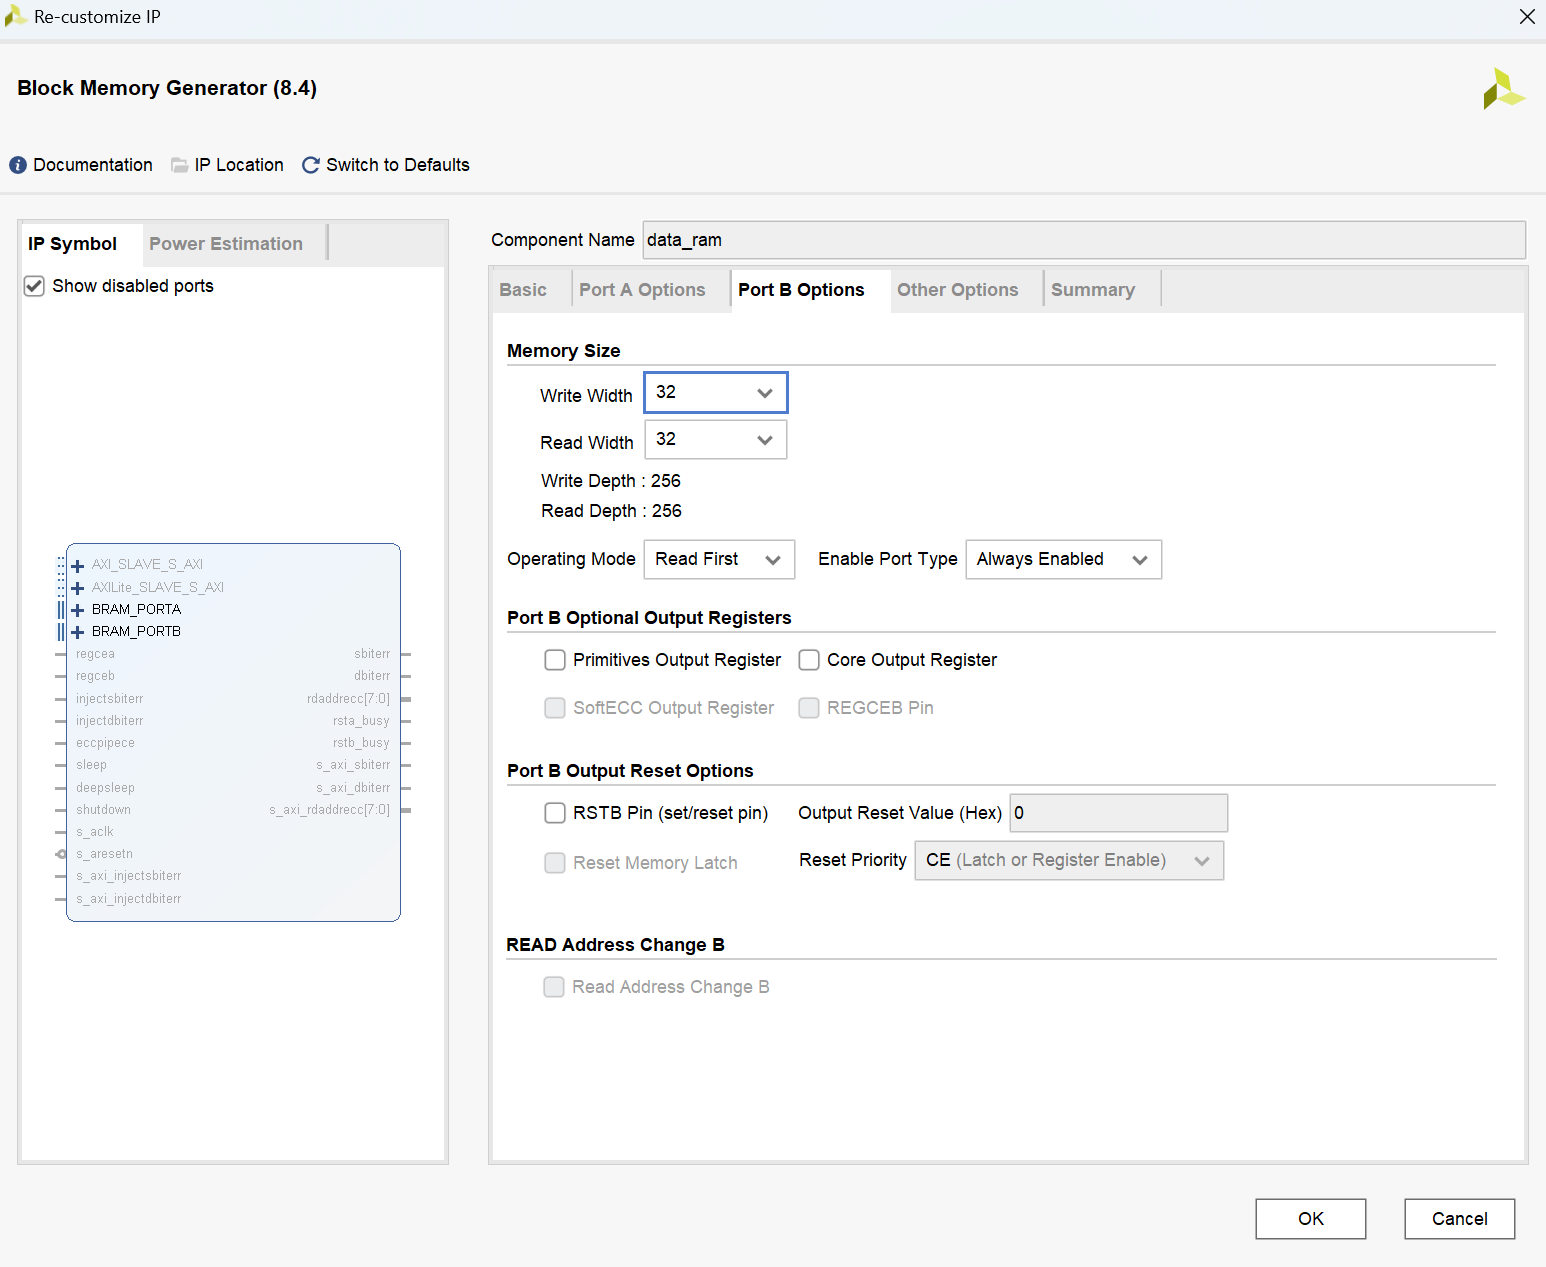 Re-customize IP
Block Memory Generator (8.4)
Documentation IP Location Switch to Defaults
IP Symbol Power Estimation
Show disabled ports
AXI_SLAVE_S_AXI
AXILite_SLAVE_S_AXI
BRAM_PORTA
BRAM_PORTB
regcea sbiterr
regceb dbiterr
injectsbiterr rdaddrecc[7:0]
injectdbiterr rsta_busy
eccpipece rstb_busy
sleep s_axi_sbiterr
deepsleep s_axi_dbiterr
shutdown s_axi_rdaddrecc[7:0]
s_aclk
s_aresetn
s_axi_injectsbiterr
s_axi_injectdbiterr
Component Name data_ram
Basic Port A Options Port B Options Other Options Summary
Memory Size
Write Width 32
Read Width 32
Write Depth : 256
Read Depth : 256
Operating Mode Read First Enable Port Type Always Enabled
Port B Optional Output Registers
Primitives Output Register Core Output Register
SoftECC Output Register REGCEB Pin
Port B Output Reset Options
RSTB Pin (set/reset pin) Output Reset Value (Hex) 0
Reset Memory Latch Reset Priority CE (Latch or Register Enable)
READ Address Change B
Read Address Change B
OK Cancel